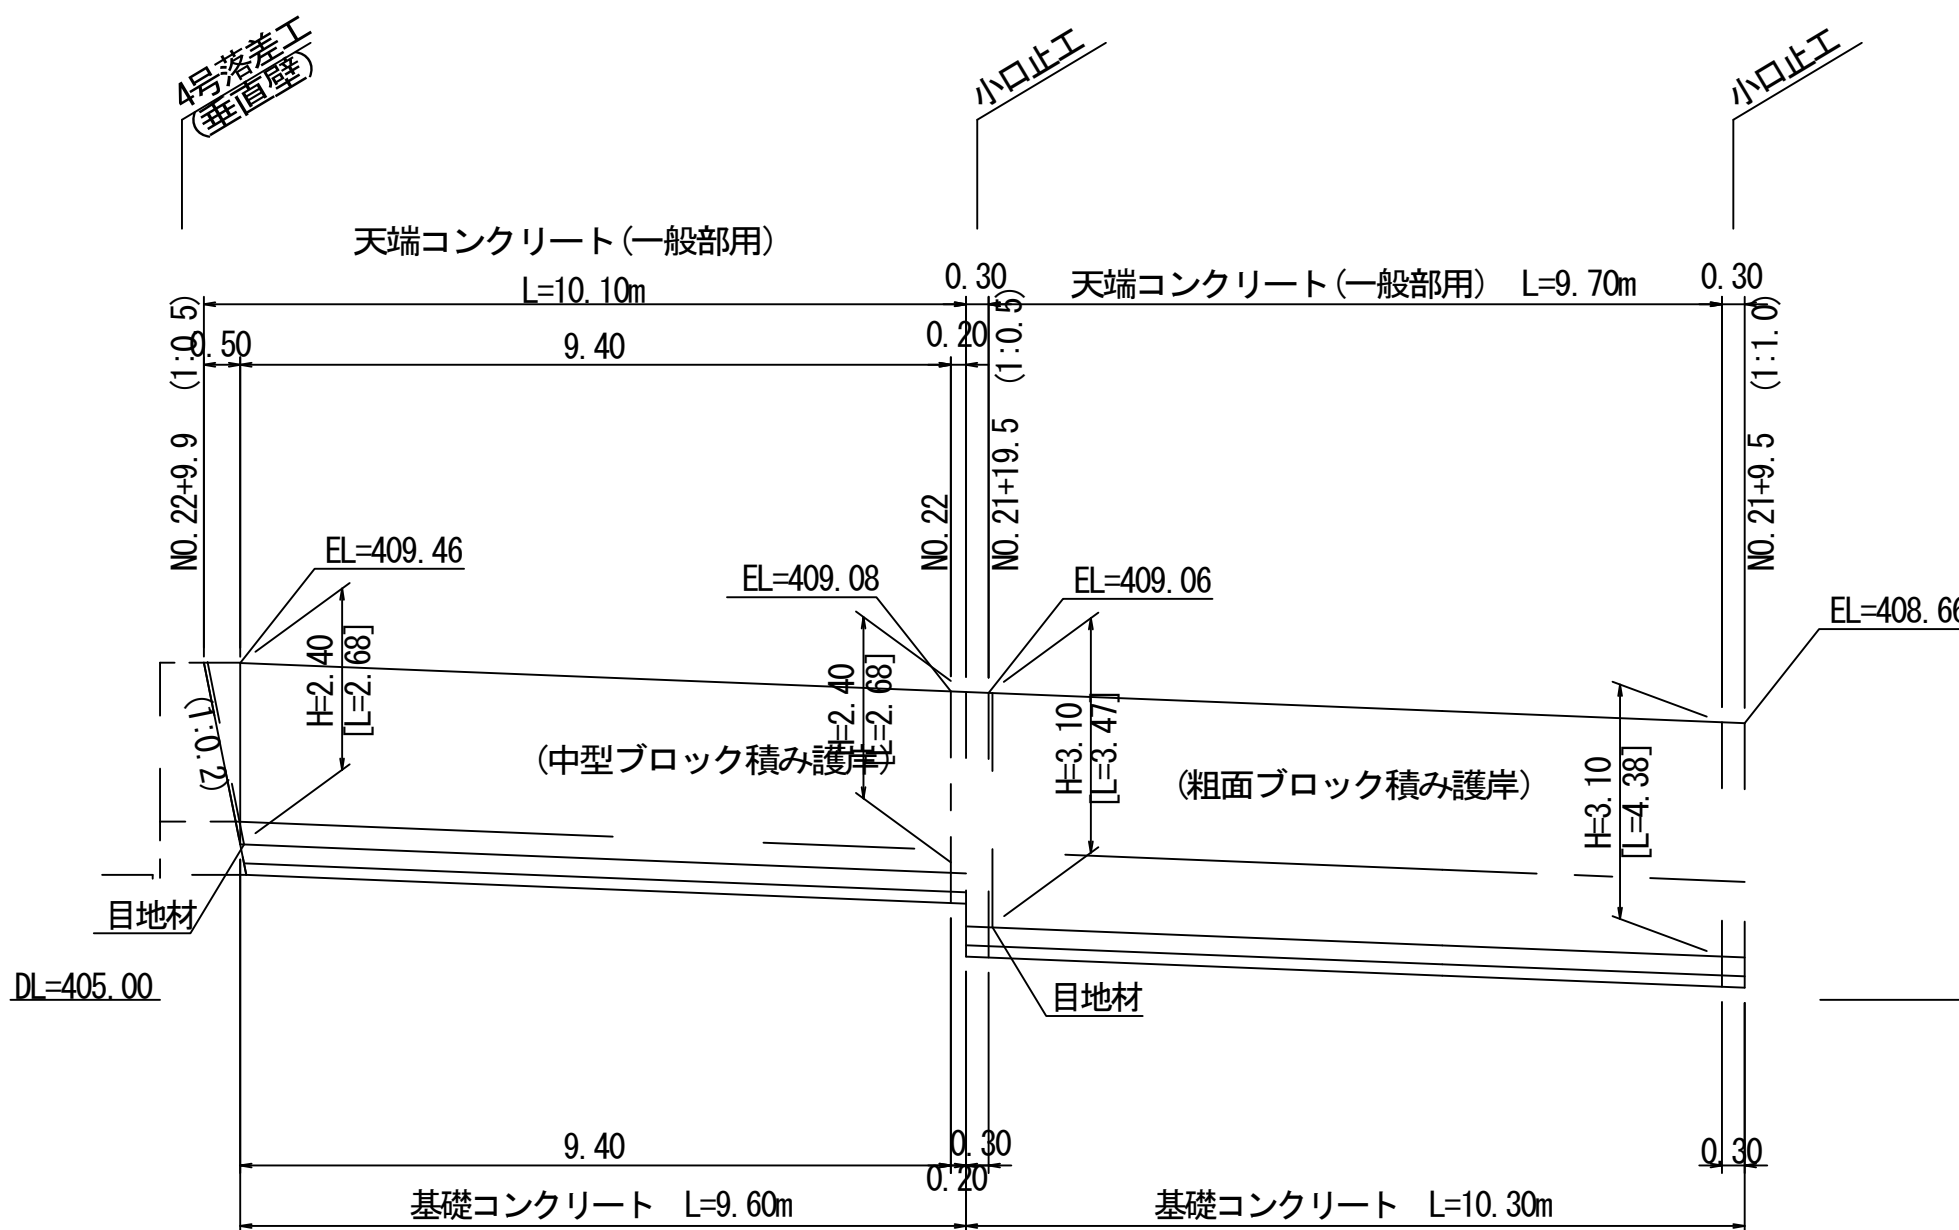 4号落差工
(垂直壁)
小口止工
小口止工
天端コンクリート(一般部用)
L=10.10m
0.30
天端コンクリート(一般部用) L=9.70m
0.30
0.50
9.40
0.20
NO.22+9.9 (1:0.5)
NO.22
NO.21+19.5 (1:0.5)
NO.21+9.5 (1:1.0)
EL=409.46
EL=409.08
EL=409.06
EL=408.66
H=2.40
[L=2.68]
H=2.40
[L=2.68]
H=3.10
[L=3.47]
H=3.10
[L=4.38]
(1:0.2)
(中型ブロック積み護岸)
(粗面ブロック積み護岸)
目地材
DL=405.00
目地材
9.40
0.30
0.20
0.30
基礎コンクリート L=9.60m
基礎コンクリート L=10.30m